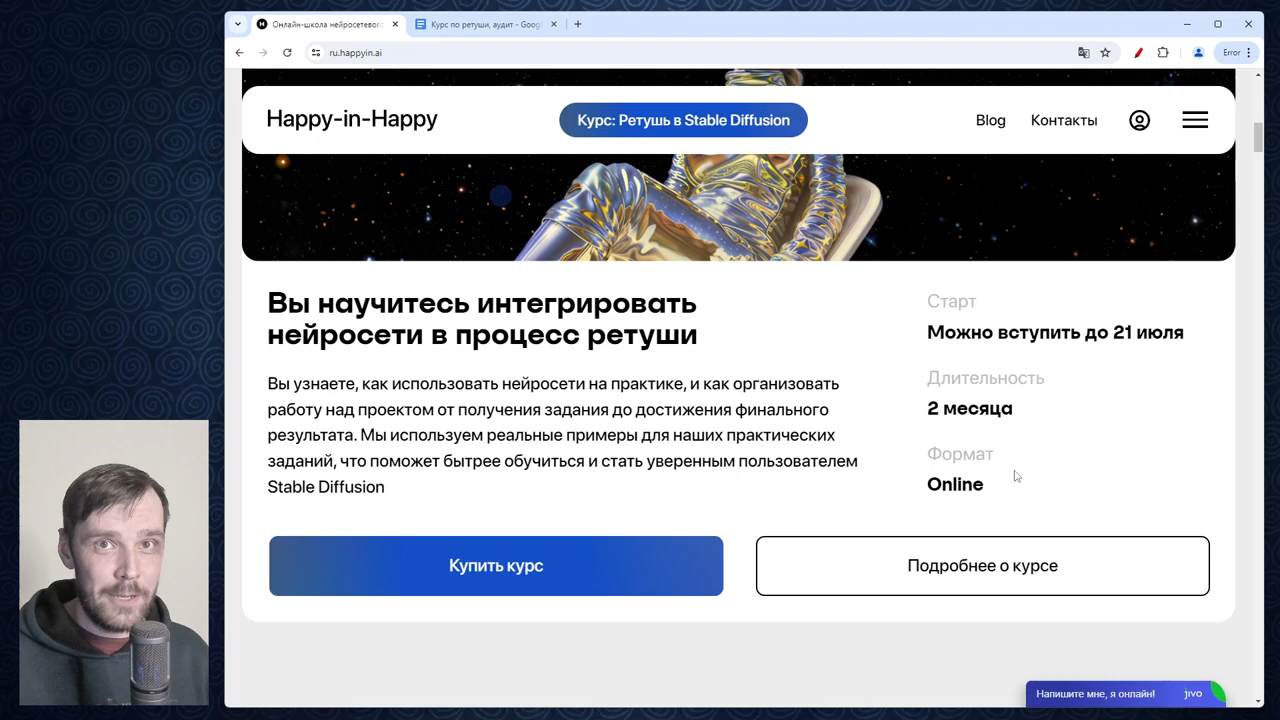 Онлайн-школа нейросетевого
Курс по ретуши, аудит - Googl
ru.happyin.ai
Error
Happy-in-Happy
Курс: Ретушь в Stable Diffusion
Blog
Контакты
Вы научитесь интегрировать
нейросети в процесс ретуши
Вы узнаете, как использовать нейросети на практике, и как организовать
работу над проектом от получения задания до достижения финального
результата. Мы используем реальные примеры для наших практических
заданий, что поможет бытрее обучиться и стать уверенным пользователем
Stable Diffusion
Старт
Можно вступить до 21 июля
Длительность
2 месяца
Формат
Online
Купить курс
Подробнее о курсе
Напишите мне, я онлайн!
jivo